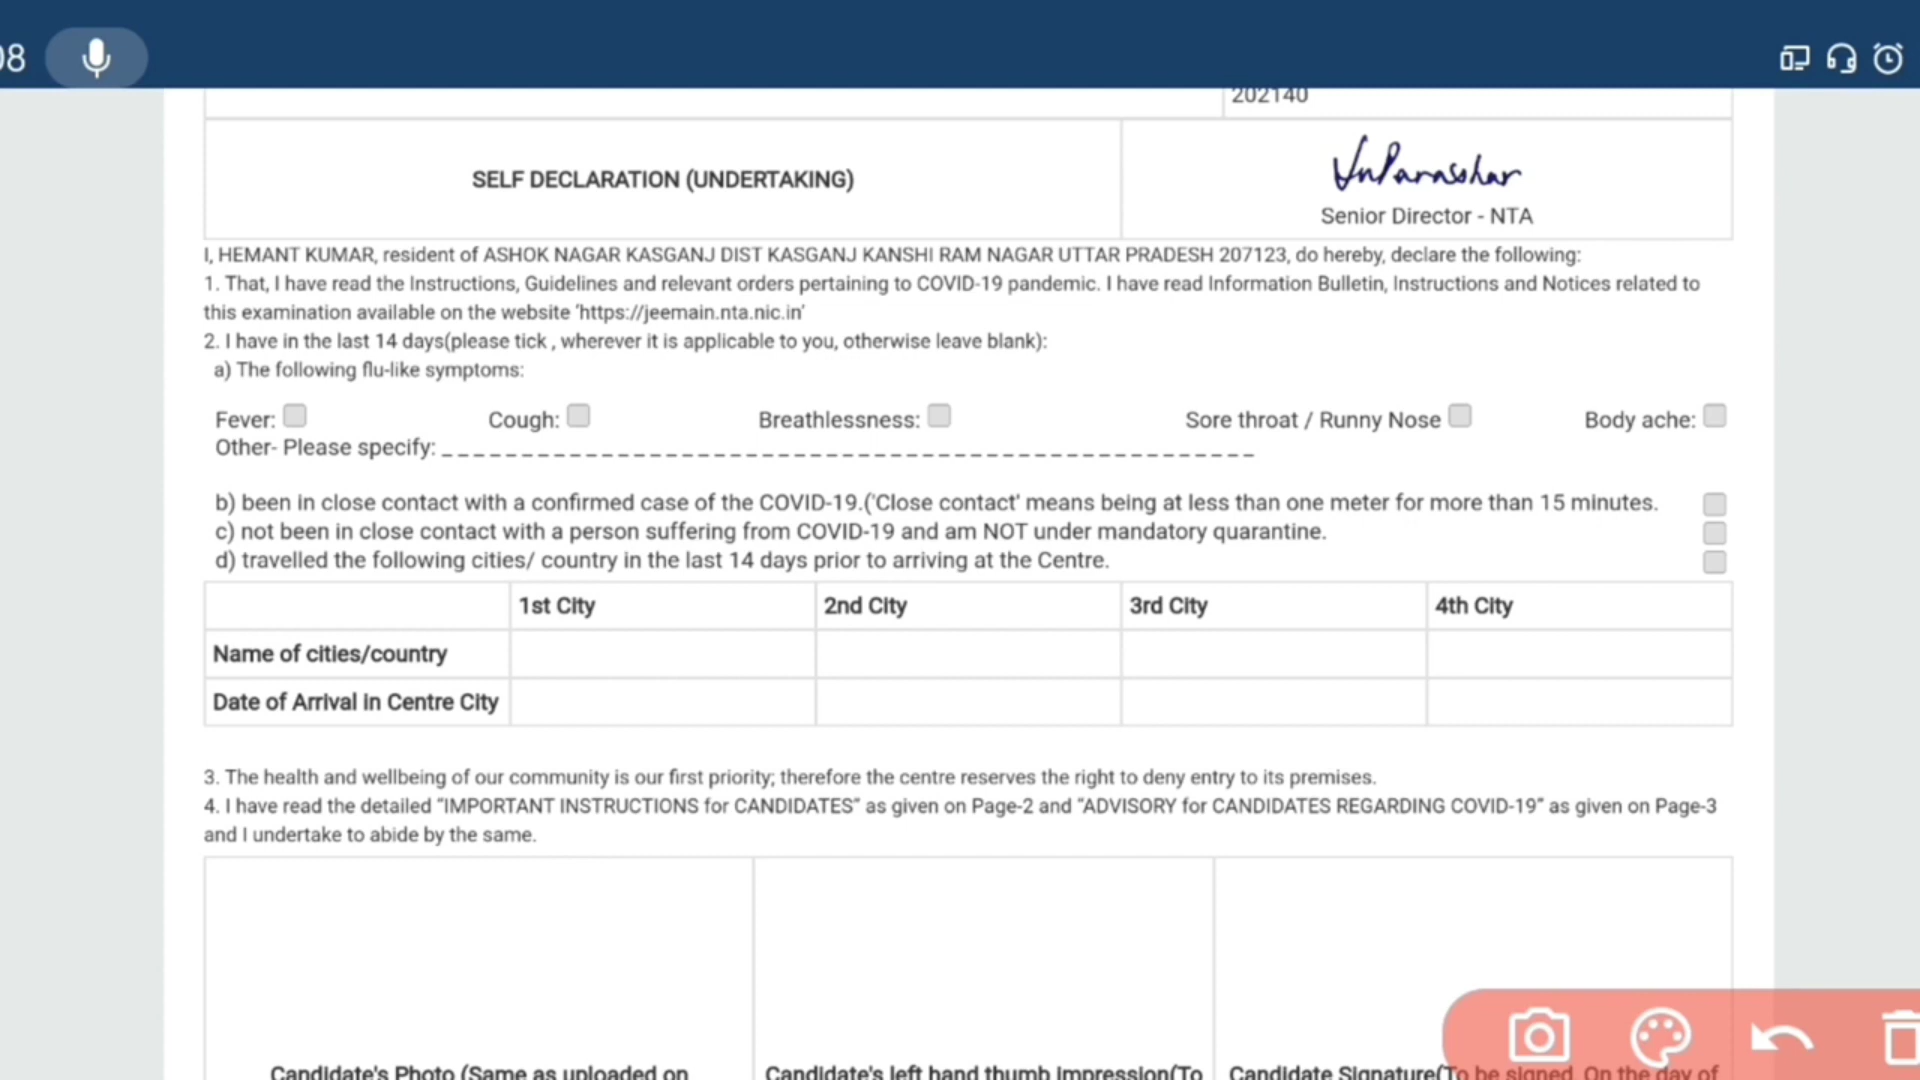 08
202140
SELF DECLARATION (UNDERTAKING)
Senior Director - NTA
I, HEMANT KUMAR, resident of ASHOK NAGAR KASGANJ DIST KASGANJ KANSHI RAM NAGAR UTTAR PRADESH 207123, do hereby, declare the following:
1. That, I have read the Instructions, Guidelines and relevant orders pertaining to COVID-19 pandemic. I have read Information Bulletin, Instructions and Notices related to
this examination available on the website 'https://jeemain.nta.nic.in'
2. I have in the last 14 days(please tick , wherever it is applicable to you, otherwise leave blank):
a) The following flu-like symptoms:
Fever: Cough: Breathlessness: Sore throat / Runny Nose Body ache:
Other- Please specify: _ _ _ _ _ _ _ _ _ _ _ _ _ _ _ _ _ _ _ _ _ _ _ _ _ _ _ _ _ _ _ _ _ _ _ _ _ _ _ _ _ _ _ _ _ _ _ _ _ _
b) been in close contact with a confirmed case of the COVID-19.('Close contact' means being at less than one meter for more than 15 minutes.
c) not been in close contact with a person suffering from COVID-19 and am NOT under mandatory quarantine.
d) travelled the following cities/ country in the last 14 days prior to arriving at the Centre.
1st City 2nd City 3rd City 4th City
Name of cities/country
Date of Arrival in Centre City
3. The health and wellbeing of our community is our first priority; therefore the centre reserves the right to deny entry to its premises.
4. I have read the detailed "IMPORTANT INSTRUCTIONS for CANDIDATES" as given on Page-2 and "ADVISORY for CANDIDATES REGARDING COVID-19" as given on Page-3
and I undertake to abide by the same.
Candidate's Photo (Same as uploaded on
Candidate's left hand thumb impression(To
Candidate Signature(To be signed. On the day of